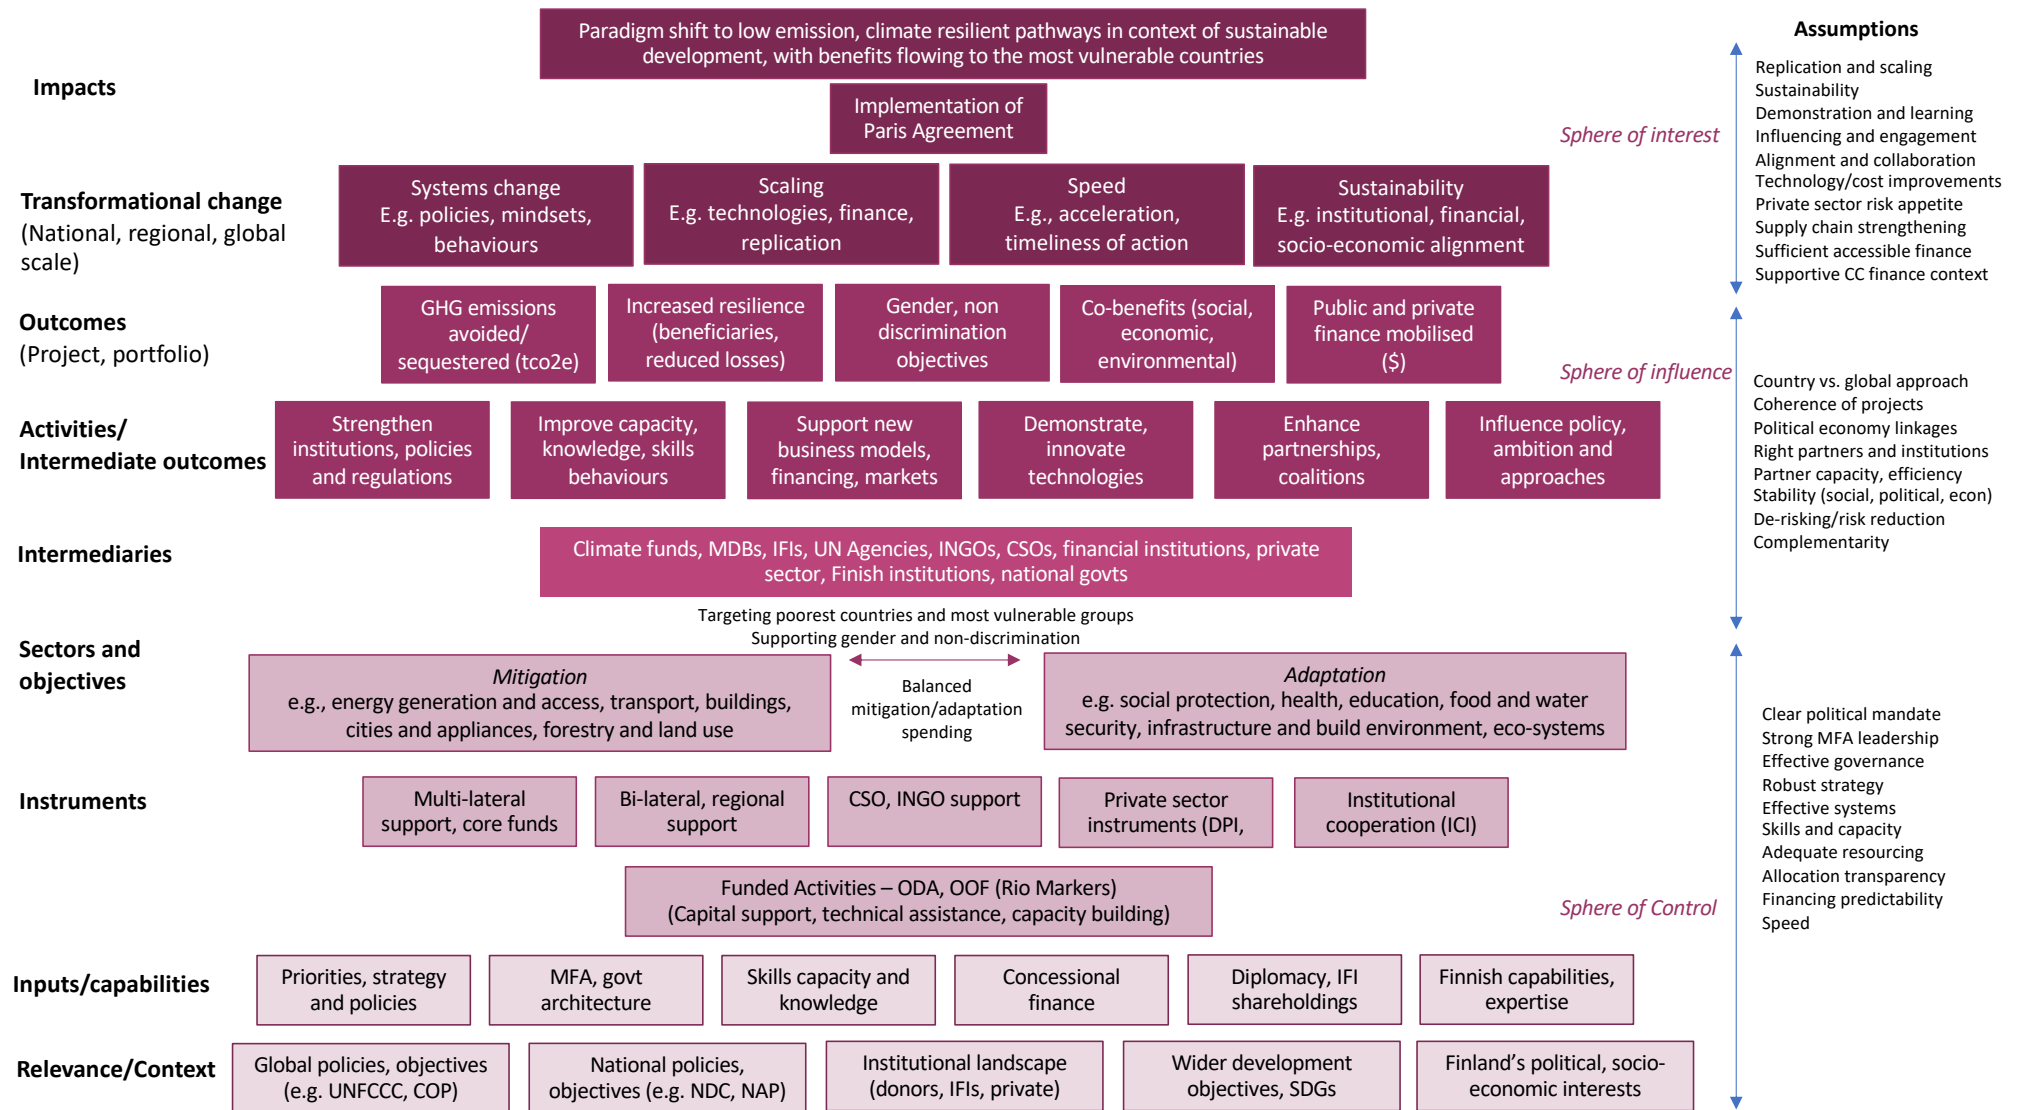 Paradigm shift to low emission, climate resilient pathways in context of sustainable
development, with benefits flowing to the most vulnerable countries
Impacts
Implementation of
Paris Agreement
Transformational change
(National, regional, global
scale)
Systems change
E.g. policies, mindsets,
behaviours
Scaling
E.g. technologies, finance,
replication
Speed
E.g., acceleration,
timeliness of action
Sustainability
E.g. institutional, financial,
socio-economic alignment
Outcomes
(Project, portfolio)
GHG emissions
avoided/
sequestered (tco2e)
Increased resilience
(beneficiaries,
reduced losses)
Gender, non
discrimination
objectives
Co-benefits (social,
economic,
environmental)
Public and private
finance mobilised
($)
Activities/
Intermediate outcomes
Strengthen
institutions, policies
and regulations
Improve capacity,
knowledge, skills
behaviours
Support new
business models,
financing, markets
Demonstrate,
innovate
technologies
Enhance
partnerships,
coalitions
Influence policy,
ambition and
approaches
Intermediaries
Climate funds, MDBs, IFIs, UN Agencies, INGOs, CSOs, financial institutions, private
sector, Finish institutions, national govts
Targeting poorest countries and most vulnerable groups
Supporting gender and non-discrimination
Sectors and
objectives
Mitigation
e.g., energy generation and access, transport, buildings,
cities and appliances, forestry and land use
Balanced
mitigation/adaptation
spending
Adaptation
e.g. social protection, health, education, food and water
security, infrastructure and build environment, eco-systems
Instruments
Multi-lateral
support, core funds
Bi-lateral, regional
support
CSO, INGO support
Private sector
instruments (DPI,
Institutional
cooperation (ICI)
Funded Activities – ODA, OOF (Rio Markers)
(Capital support, technical assistance, capacity building)
Inputs/capabilities
Priorities, strategy
and policies
MFA, govt
architecture
Skills capacity and
knowledge
Concessional
finance
Diplomacy, IFI
shareholdings
Finnish capabilities,
expertise
Relevance/Context
Global policies, objectives
(e.g. UNFCCC, COP)
National policies,
objectives (e.g. NDC, NAP)
Institutional landscape
(donors, IFIs, private)
Wider development
objectives, SDGs
Finland's political, socio-
economic interests
Sphere of interest
Sphere of influence
Sphere of Control
Assumptions
Replication and scaling
Sustainability
Demonstration and learning
Influencing and engagement
Alignment and collaboration
Technology/cost improvements
Private sector risk appetite
Supply chain strengthening
Sufficient accessible finance
Supportive CC finance context
Country vs. global approach
Coherence of projects
Political economy linkages
Right partners and institutions
Partner capacity, efficiency
Stability (social, political, econ)
De-risking/risk reduction
Complementarity
Clear political mandate
Strong MFA leadership
Effective governance
Robust strategy
Effective systems
Skills and capacity
Adequate resourcing
Allocation transparency
Financing predictability
Speed